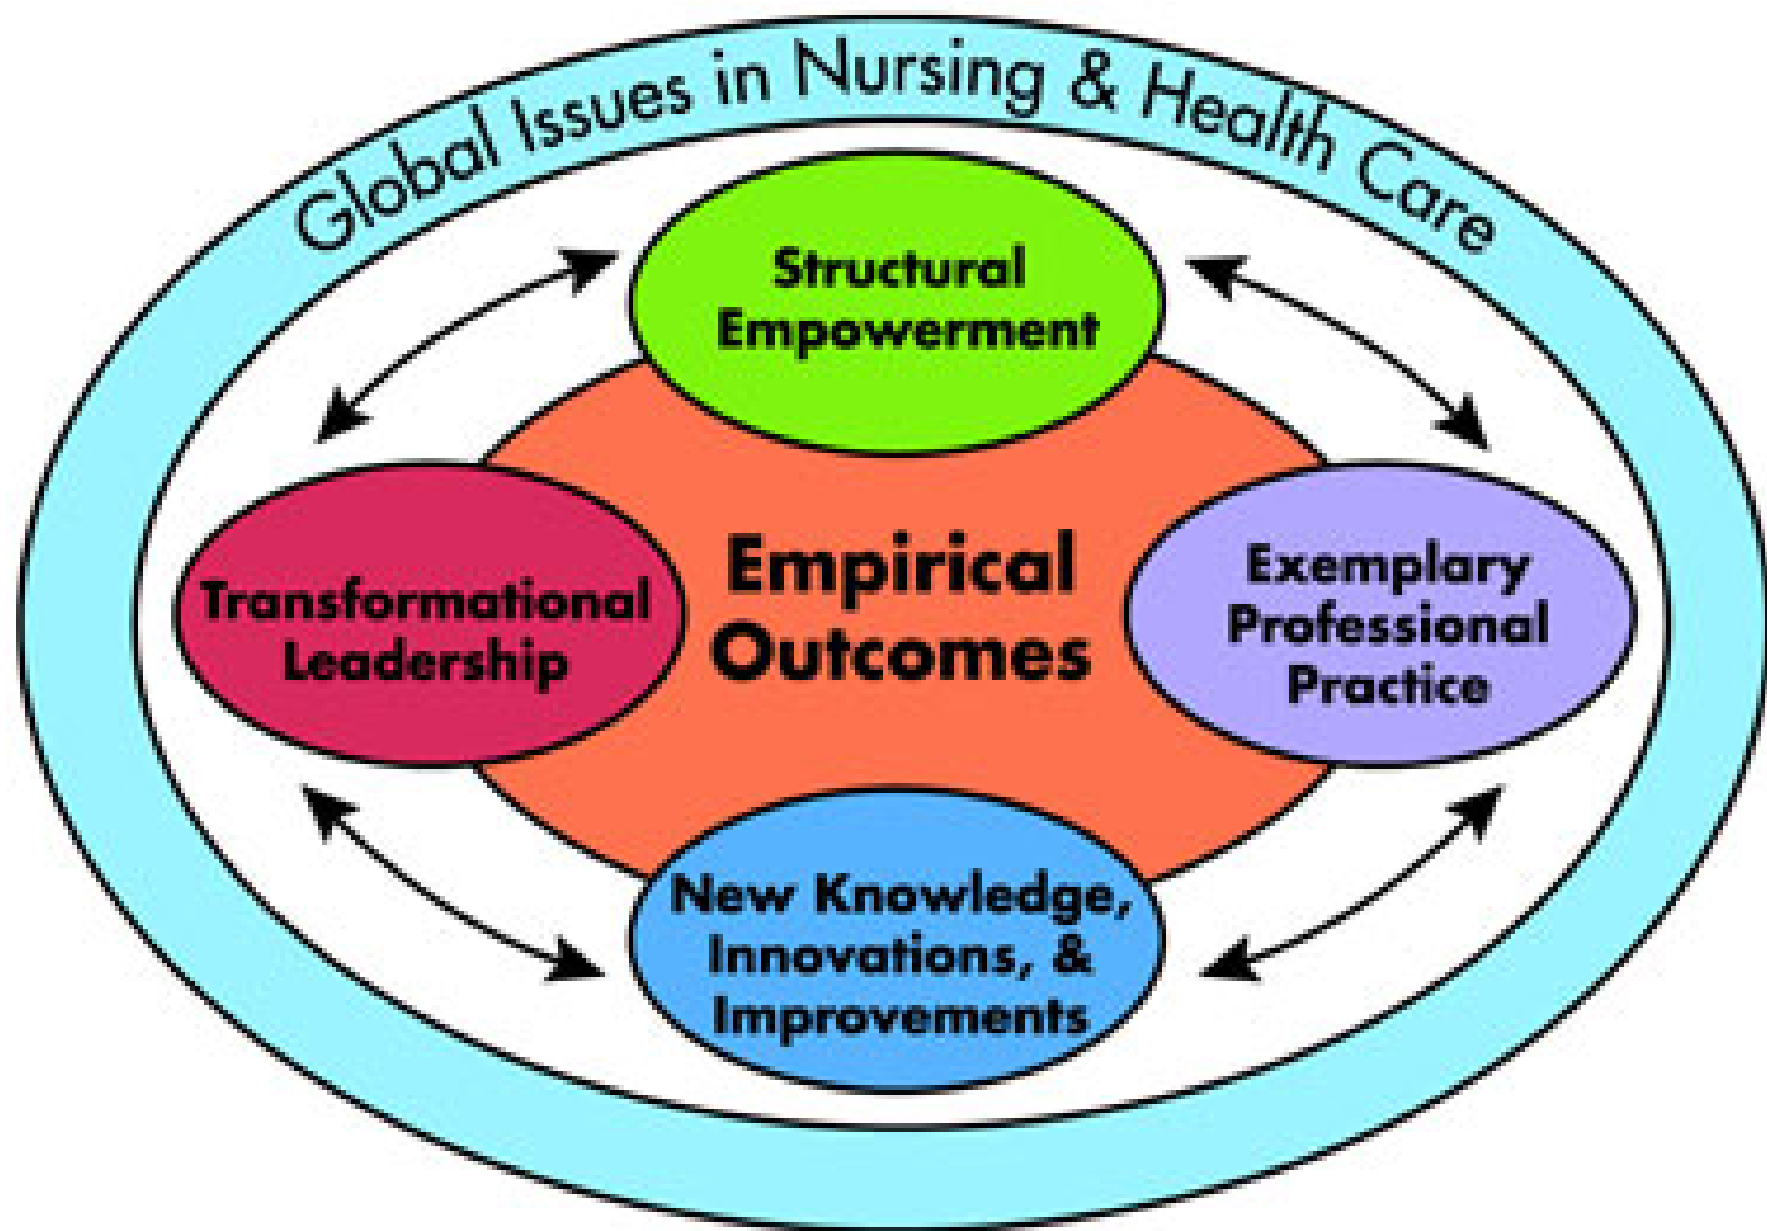 Global Issues in Nursing & Health Care
Structural
Empowerment
Transformational
Leadership
Empirical
Outcomes
Exemplary
Professional
Practice
New Knowledge,
Innovations, &
Improvements